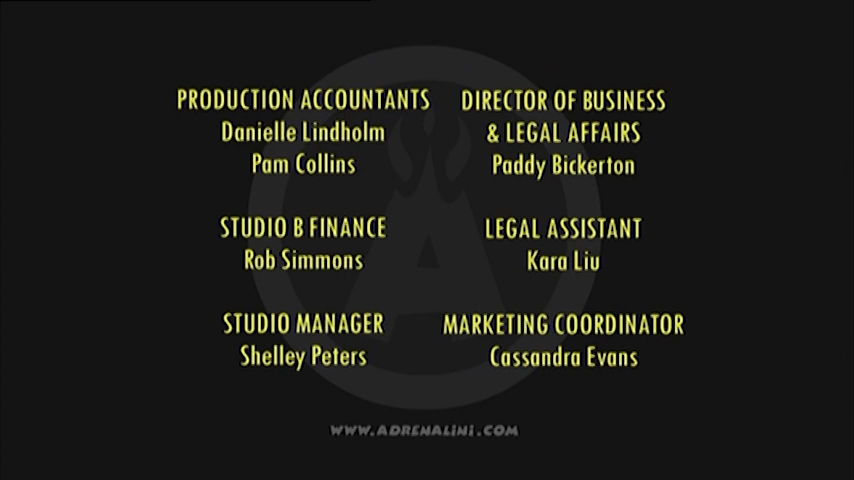 PRODUCTION ACCOUNTANTS
Danielle Lindholm
Pam Collins
DIRECTOR OF BUSINESS
& LEGAL AFFAIRS
Paddy Bickerton
STUDIO B FINANCE
Rob Simmons
LEGAL ASSISTANT
Kara Liu
STUDIO MANAGER
Shelley Peters
MARKETING COORDINATOR
Cassandra Evans
WWW.ADRENALINI.COM